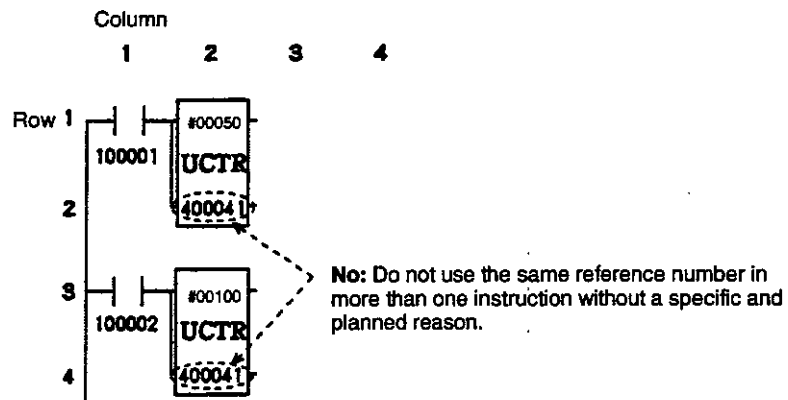 Column
1 2 3 4
Row 1
#00050
100001
UCTR
2
400041
No: Do not use the same reference number in
more than one instruction without a specific and
planned reason.
3
#00100
100002
UCTR
4
400041